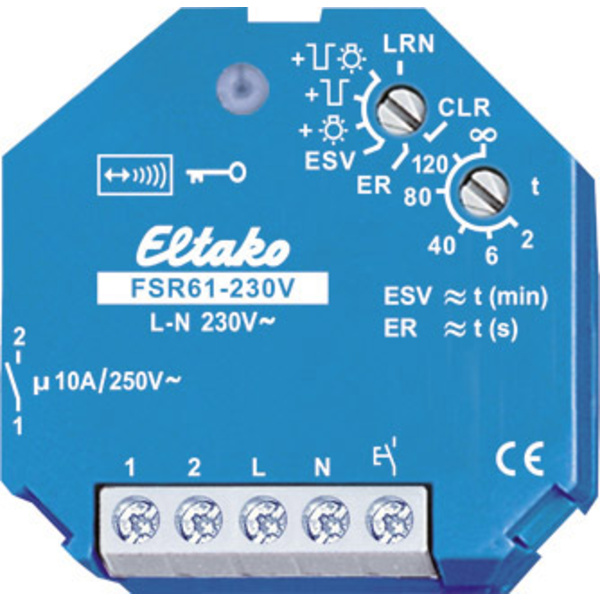 LRN
+
+
+
CLR
ESV
ER
∞
120
80
40
6
2
t
Eltako
FSR61-230V
L-N 230V~
ESV ≈ t (min)
ER ≈ t (s)
2
1
µ 10A/250V~
1 2 L N
CE